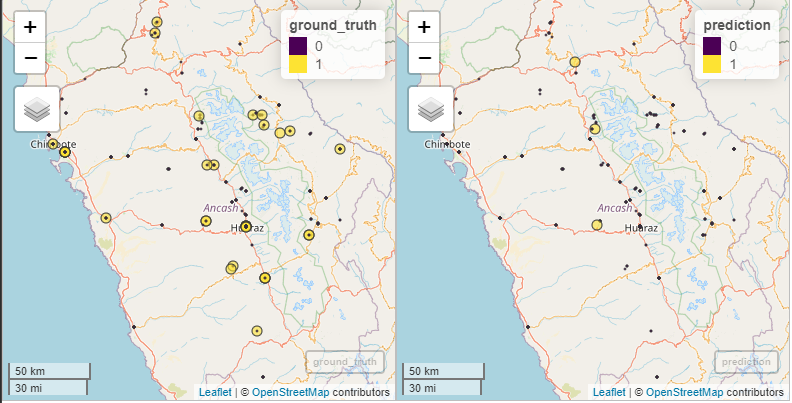 +
−
ground_truth
0
1
Chimbote
Ancash
Huaraz
50 km
30 mi
ground_truth
Leaflet | © OpenStreetMap contributors
+
−
prediction
0
1
Chimbote
Ancash
Huaraz
50 km
30 mi
prediction
Leaflet | © OpenStreetMap contributors